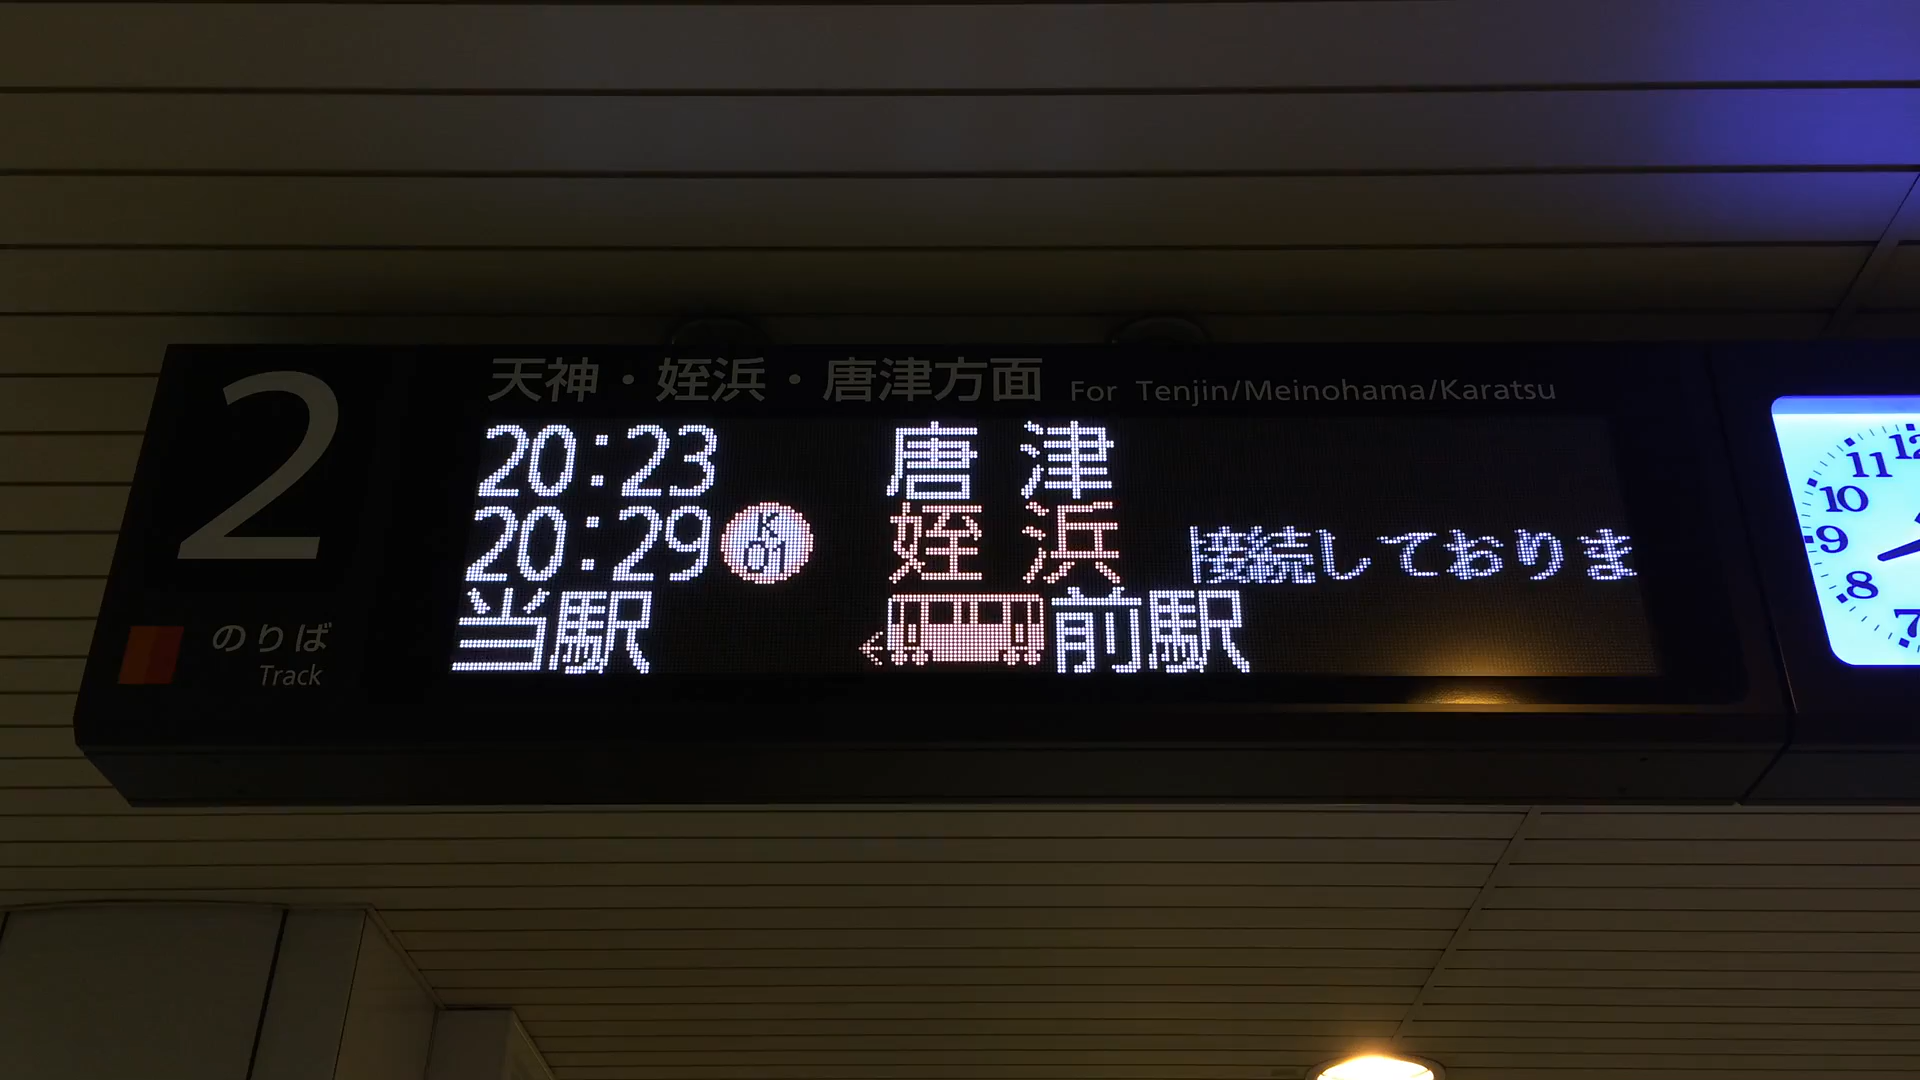 2
のりば
Track
天神・姪浜・唐津方面 For Tenjin/Meinohama/Karatsu
20:23 唐津
20:29 K 01 姪浜 接続しておりま
当駅 前駅
12
11
10
9
8
7